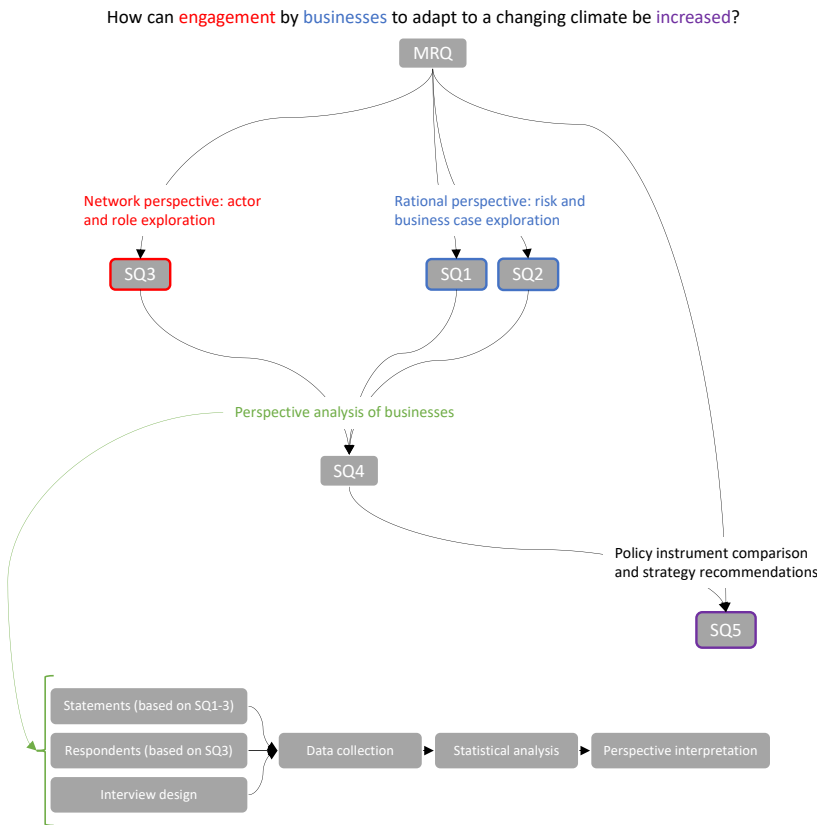 How can engagement by businesses to adapt to a changing climate be increased?
MRQ
Network perspective: actor
and role exploration
Rational perspective: risk and
business case exploration
SQ3
SQ1
SQ2
Perspective analysis of businesses
SQ4
Policy instrument comparison
and strategy recommendations
SQ5
Statements (based on SQ1-3)
Respondents (based on SQ3)
Interview design
Data collection
Statistical analysis
Perspective interpretation